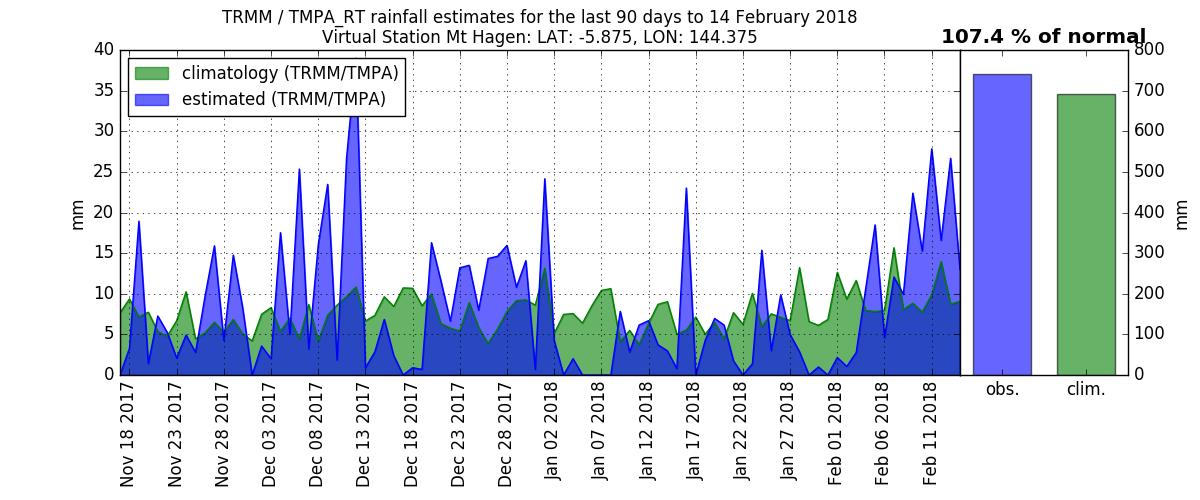 TRMM / TMPA_RT rainfall estimates for the last 90 days to 14 February 2018
Virtual Station Mt Hagen: LAT: -5.875, LON: 144.375
107.4 % of normal
climatology (TRMM/TMPA)
estimated (TRMM/TMPA)
40
35
30
25
20
15
10
5
0
mm
Nov 18 2017
Nov 23 2017
Nov 28 2017
Dec 03 2017
Dec 08 2017
Dec 13 2017
Dec 18 2017
Dec 23 2017
Dec 28 2017
Jan 02 2018
Jan 07 2018
Jan 12 2018
Jan 17 2018
Jan 22 2018
Jan 27 2018
Feb 01 2018
Feb 06 2018
Feb 11 2018
obs.
clim.
800
700
600
500
400
300
200
100
0
mm